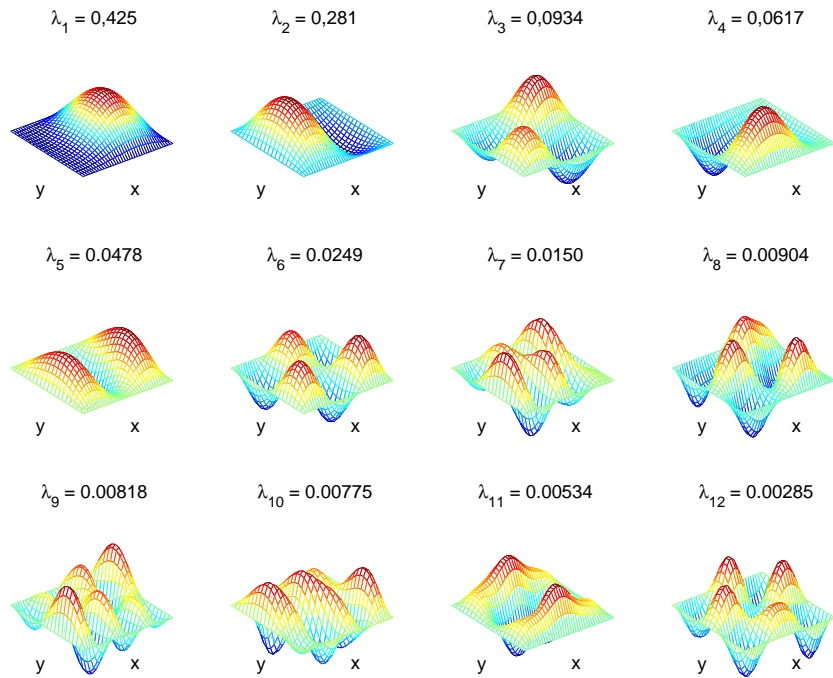 λ1 = 0,425
λ2 = 0,281
λ3 = 0,0934
λ4 = 0,0617
y x
y x
y x
y x
λ5 = 0.0478
λ6 = 0.0249
λ7 = 0.0150
λ8 = 0.00904
y x
y x
y x
y x
λ9 = 0.00818
λ10 = 0.00775
λ11 = 0.00534
λ12 = 0.00285
y x
y x
y x
y x